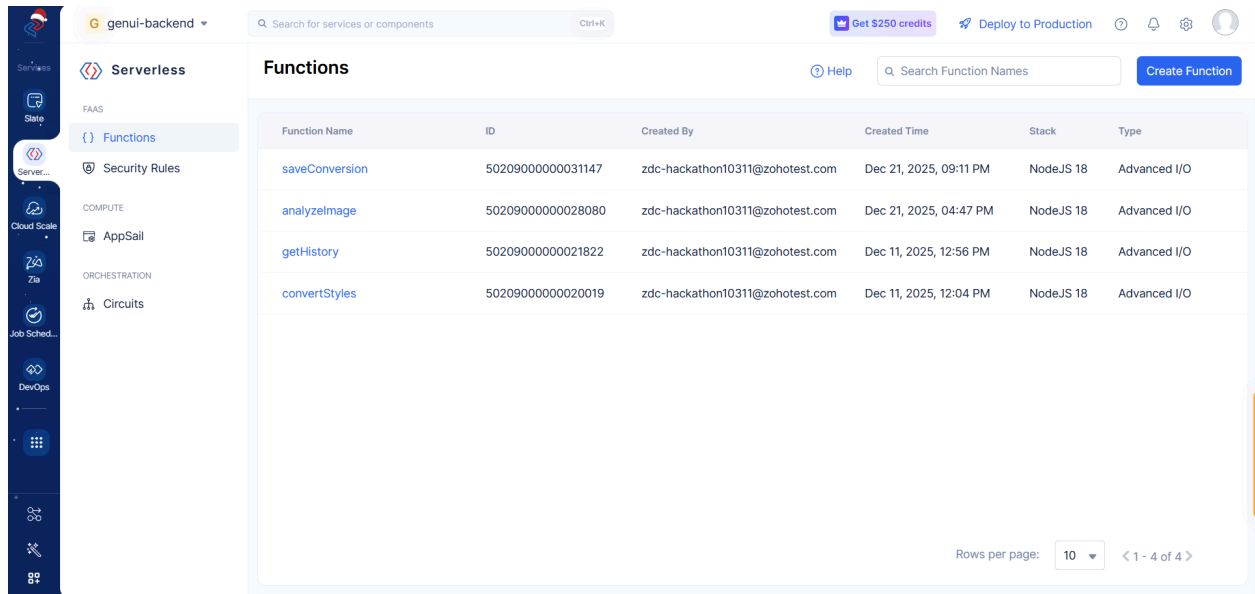 G genui-backend
Search for services or components Ctrl+K
Get $250 credits
Deploy to Production
Services
Slate
Server...
Cloud Scale
Zia
Job Sched...
DevOps
Serverless
FAAS
{ } Functions
Security Rules
COMPUTE
AppSail
ORCHESTRATION
Circuits
Functions
Help
Search Function Names
Create Function
Function Name ID Created By Created Time Stack Type
saveConversion 50209000000031147 zdc-hackathon10311@zohotest.com Dec 21, 2025, 09:11 PM NodeJS 18 Advanced I/O
analyzeImage 50209000000028080 zdc-hackathon10311@zohotest.com Dec 21, 2025, 04:47 PM NodeJS 18 Advanced I/O
getHistory 50209000000021822 zdc-hackathon10311@zohotest.com Dec 11, 2025, 12:56 PM NodeJS 18 Advanced I/O
convertStyles 50209000000020019 zdc-hackathon10311@zohotest.com Dec 11, 2025, 12:04 PM NodeJS 18 Advanced I/O
Rows per page: 10 1 - 4 of 4